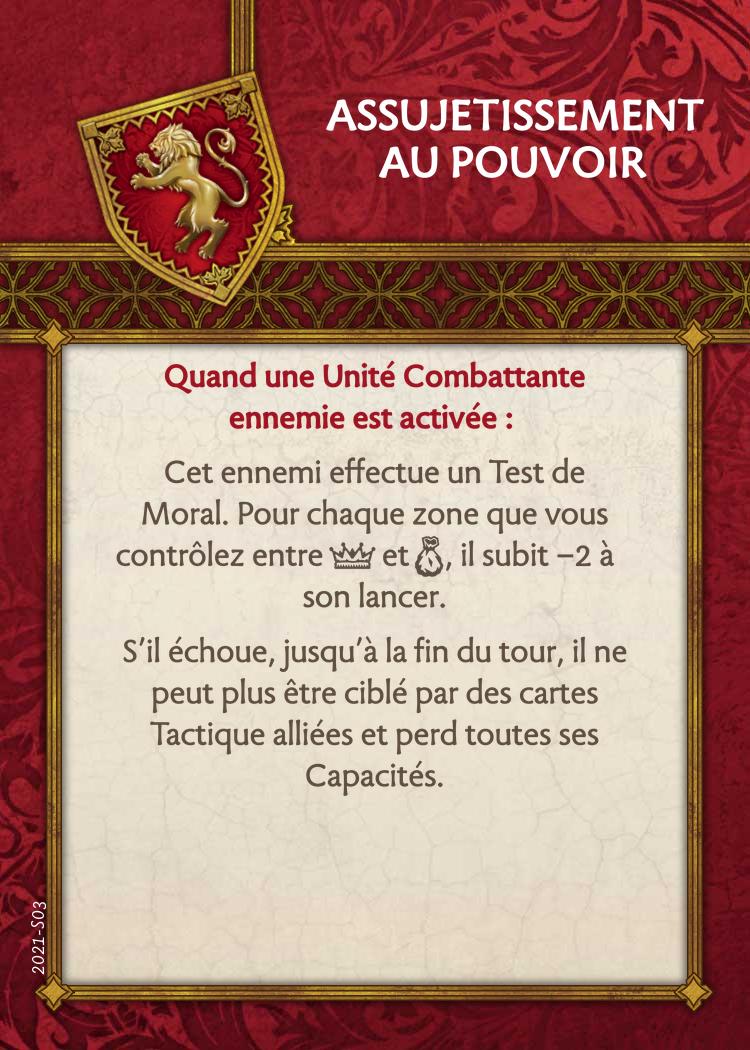 ASSUJETISSEMENT
AU POUVOIR
Quand une Unité Combattante
ennemie est activée :
Cet ennemi effectue un Test de
Moral. Pour chaque zone que vous
contrôlez entre et , il subit −2 à
son lancer.
S'il échoue, jusqu'à la fin du tour, il ne
peut plus être ciblé par des cartes
Tactique alliées et perd toutes ses
Capacités.
2021-S03